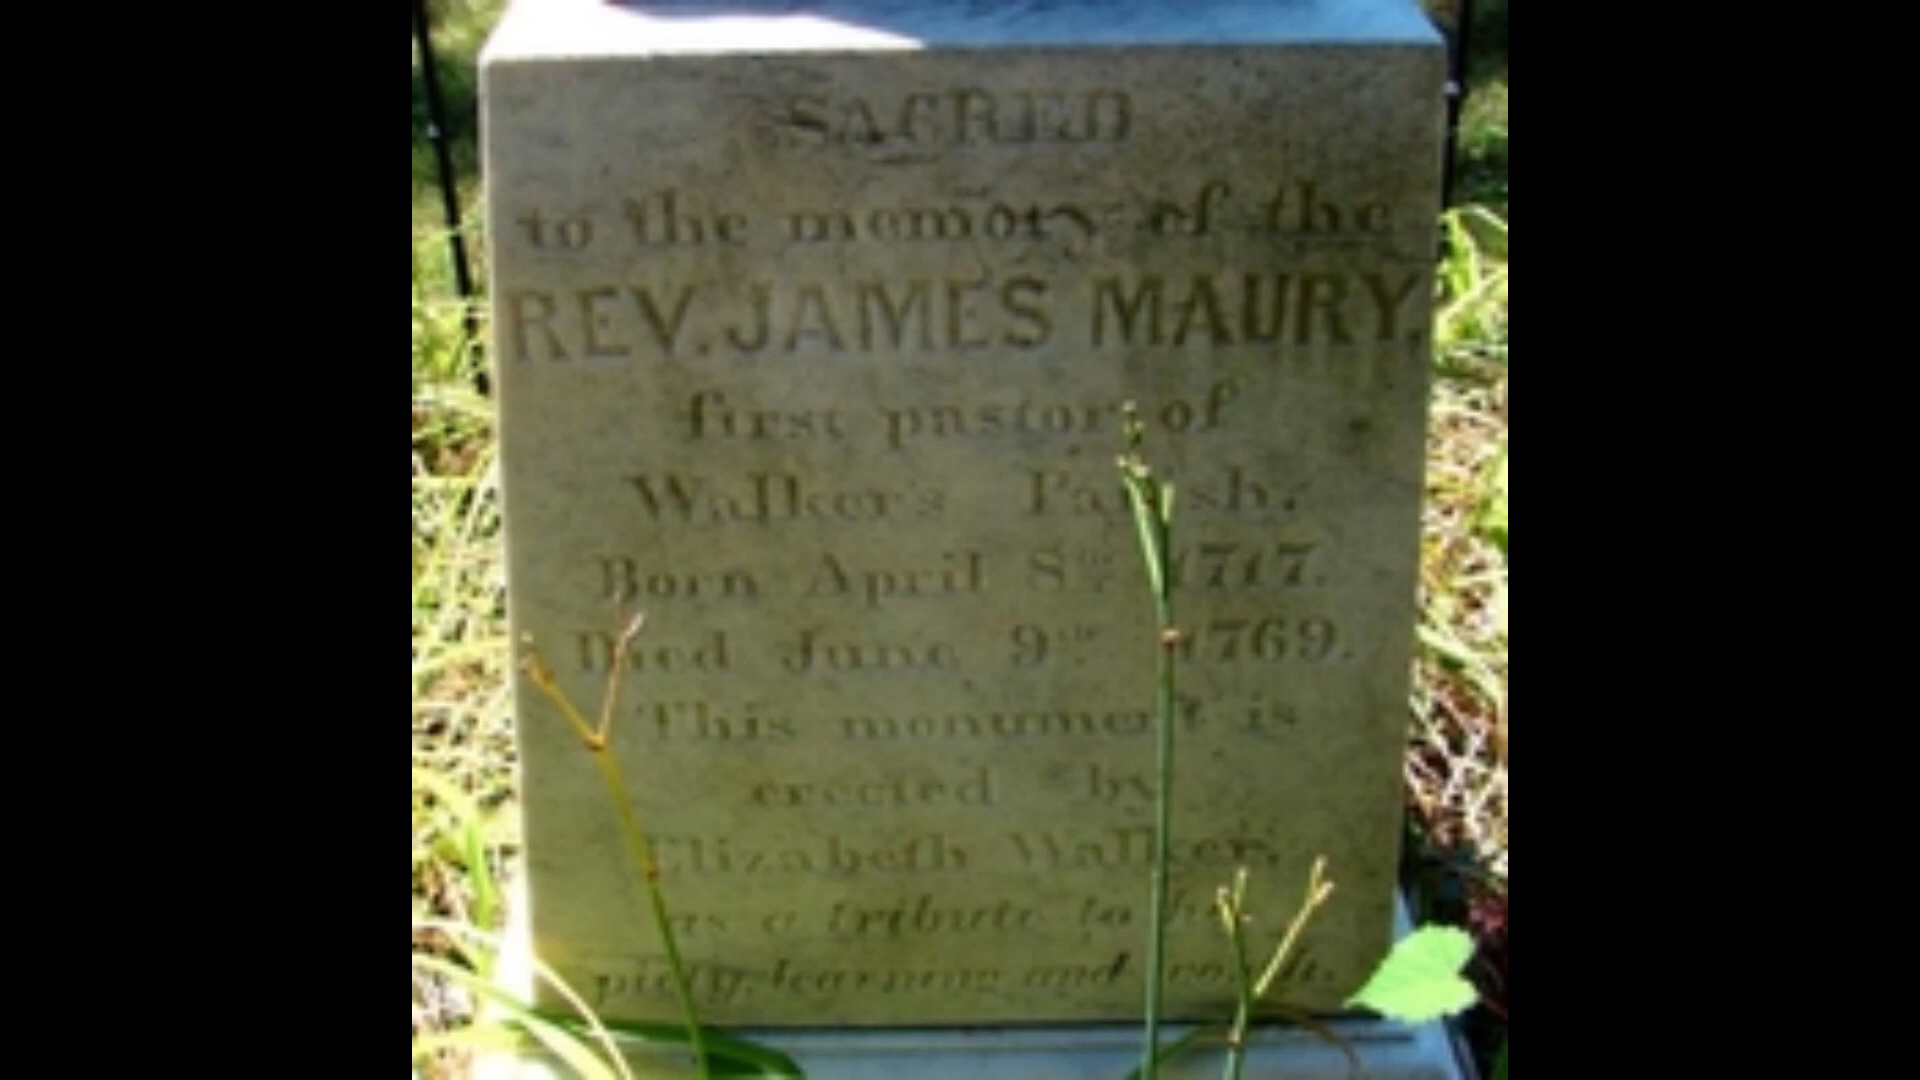 SACRED
to the memory of the
REV. JAMES MAURY,
first pastor of
Walker's Parish.
Born April 8th 1717.
Died June 9th 1769.
This monument is
erected by
Elizabeth Walker,
as a tribute to his
piety, learning and worth.